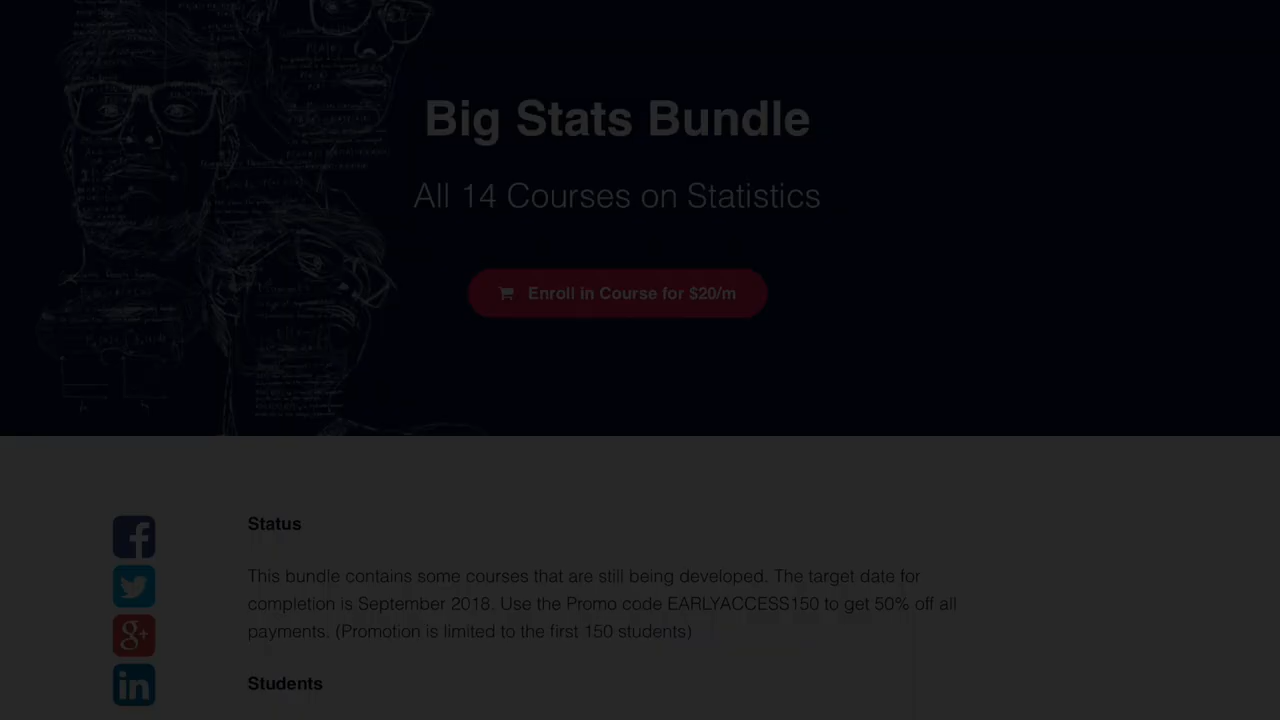 Big Stats Bundle
All 14 Courses on Statistics
Enroll in Course for $20/m
Status
This bundle contains some courses that are still being developed. The target date for
completion is September 2018. Use the Promo code EARLYACCESS150 to get 50% off all
payments. (Promotion is limited to the first 150 students)
Students